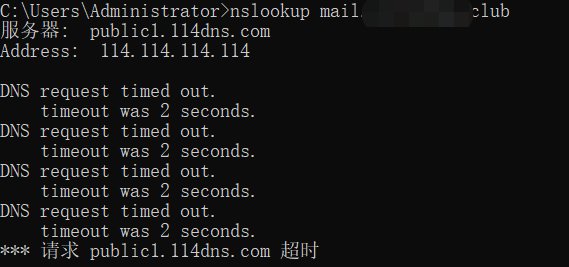 C:\Users\Administrator>nslookup mail club
服务器:  public1.114dns.com
Address:  114.114.114.114
DNS request timed out.
    timeout was 2 seconds.
DNS request timed out.
    timeout was 2 seconds.
DNS request timed out.
    timeout was 2 seconds.
DNS request timed out.
    timeout was 2 seconds.
*** 请求 public1.114dns.com 超时